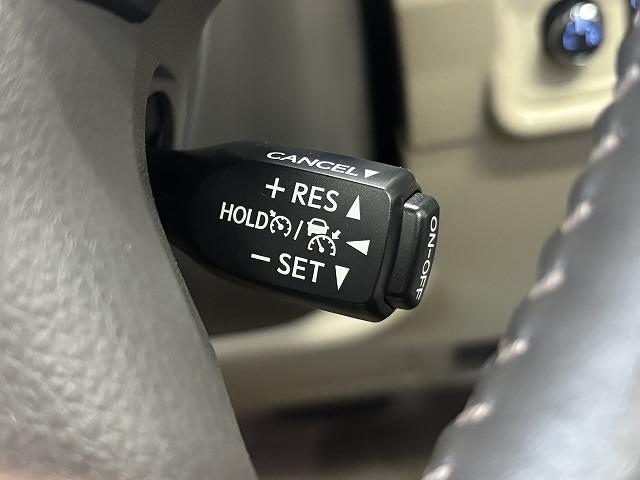 CANCEL▼
+ RES ▲
HOLD / ◀
− SET ▼
ON-OFF